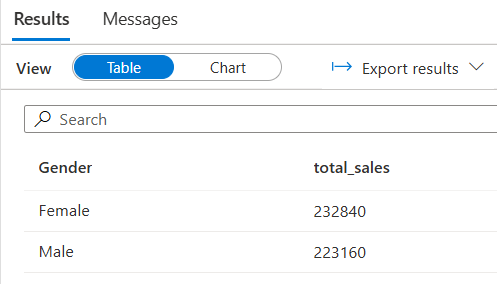 Results Messages
View Table Chart Export results
Search
Gender total_sales
Female 232840
Male 223160